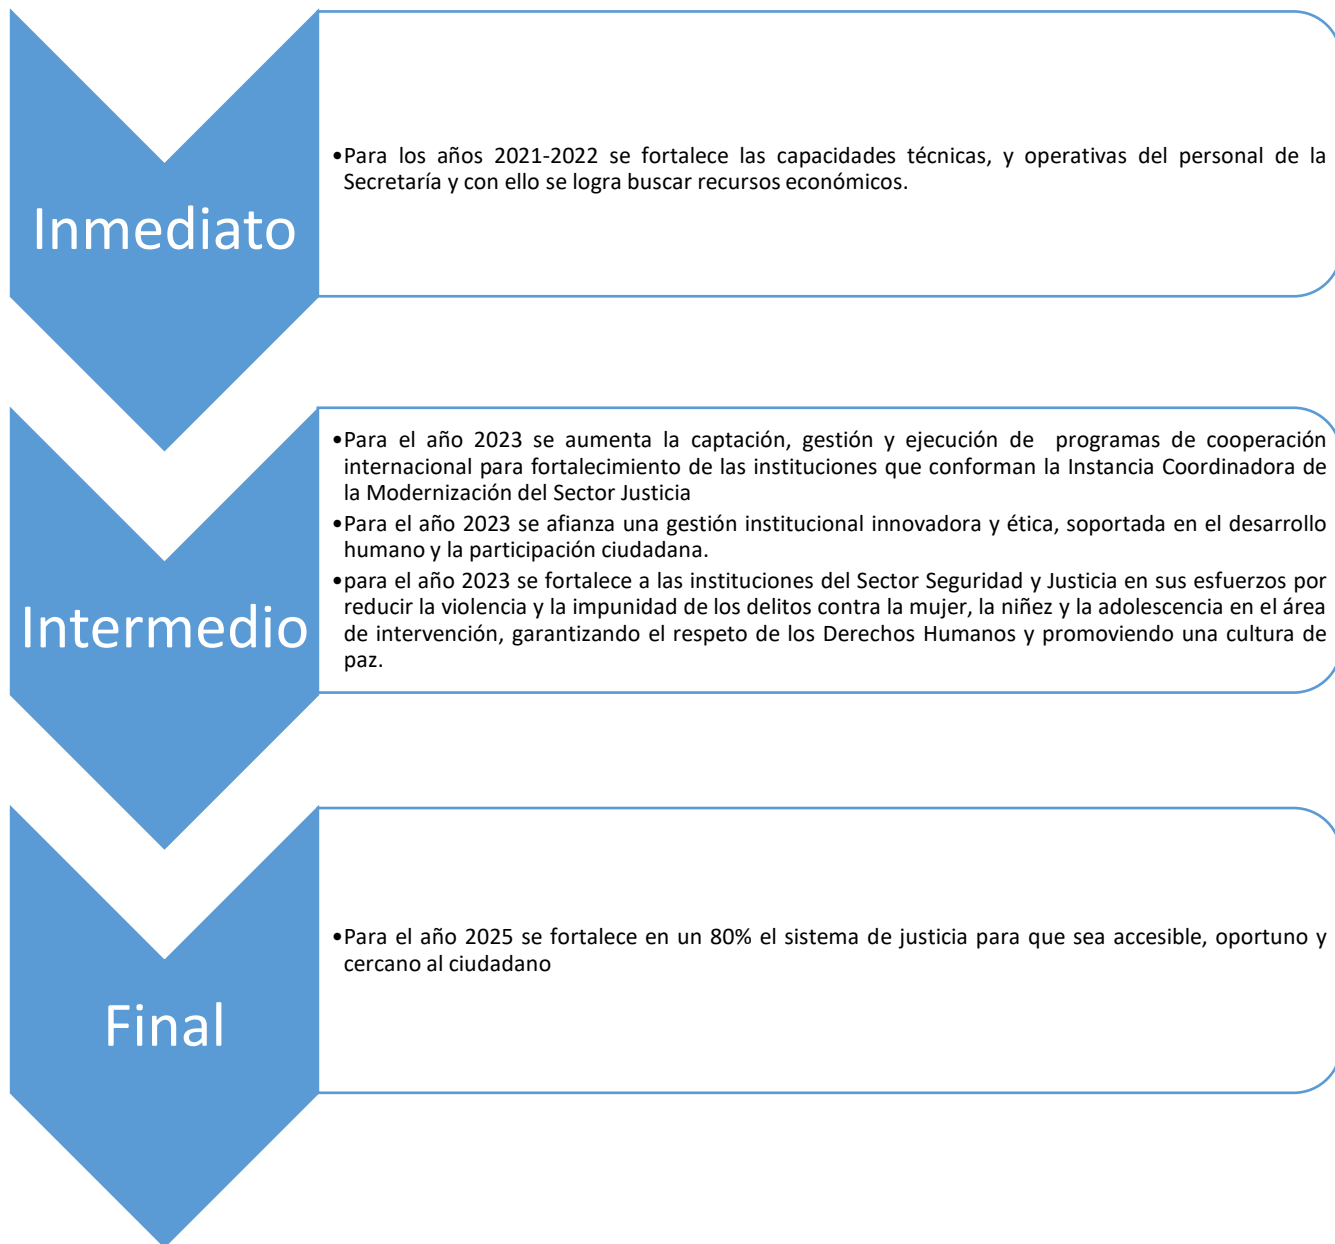 Inmediato
•Para los años 2021-2022 se fortalece las capacidades técnicas, y operativas del personal de la
Secretaría y con ello se logra buscar recursos económicos.
Intermedio
•Para el año 2023 se aumenta la captación, gestión y ejecución de programas de cooperación
internacional para fortalecimiento de las instituciones que conforman la Instancia Coordinadora de
la Modernización del Sector Justicia
•Para el año 2023 se afianza una gestión institucional innovadora y ética, soportada en el desarrollo
humano y la participación ciudadana.
•para el año 2023 se fortalece a las instituciones del Sector Seguridad y Justicia en sus esfuerzos por
reducir la violencia y la impunidad de los delitos contra la mujer, la niñez y la adolescencia en el área
de intervención, garantizando el respeto de los Derechos Humanos y promoviendo una cultura de
paz.
Final
•Para el año 2025 se fortalece en un 80% el sistema de justicia para que sea accesible, oportuno y
cercano al ciudadano